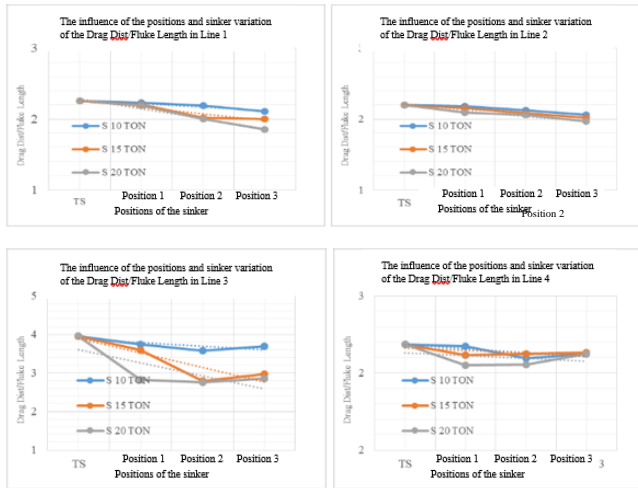 The influence of the positions and sinker variation
of the Drag Dist/Fluke Length in Line 1
3
2
1
Drag Dist/Fluke Length
S 10 TON
S 15 TON
S 20 TON
TS
Position 1
Position 2
Position 3
Positions of the sinker
The influence of the positions and sinker variation
of the Drag Dist/Fluke Length in Line 2
2
1
Drag Dist/Fluke Length
S 10 TON
S 15 TON
S 20 TON
TS
Position 1
Position 2
Position 3
Positions of the sinker
Position 2
The influence of the positions and sinker variation
of the Drag Dist/Fluke Length in Line 3
5
4
3
2
1
Drag Dist/Fluke Length
S 10 TON
S 15 TON
S 20 TON
TS
Position 1
Position 2
Position 3
Positions of the sinker
The influence of the positions and sinker variation
of the Drag Dist/Fluke Length in Line 4
3
2
2
Drag Dist/Fluke Length
S 10 TON
S 15 TON
S 20 TON
TS
Position 1
Position 2
Position 3
3
Positions of the sinker